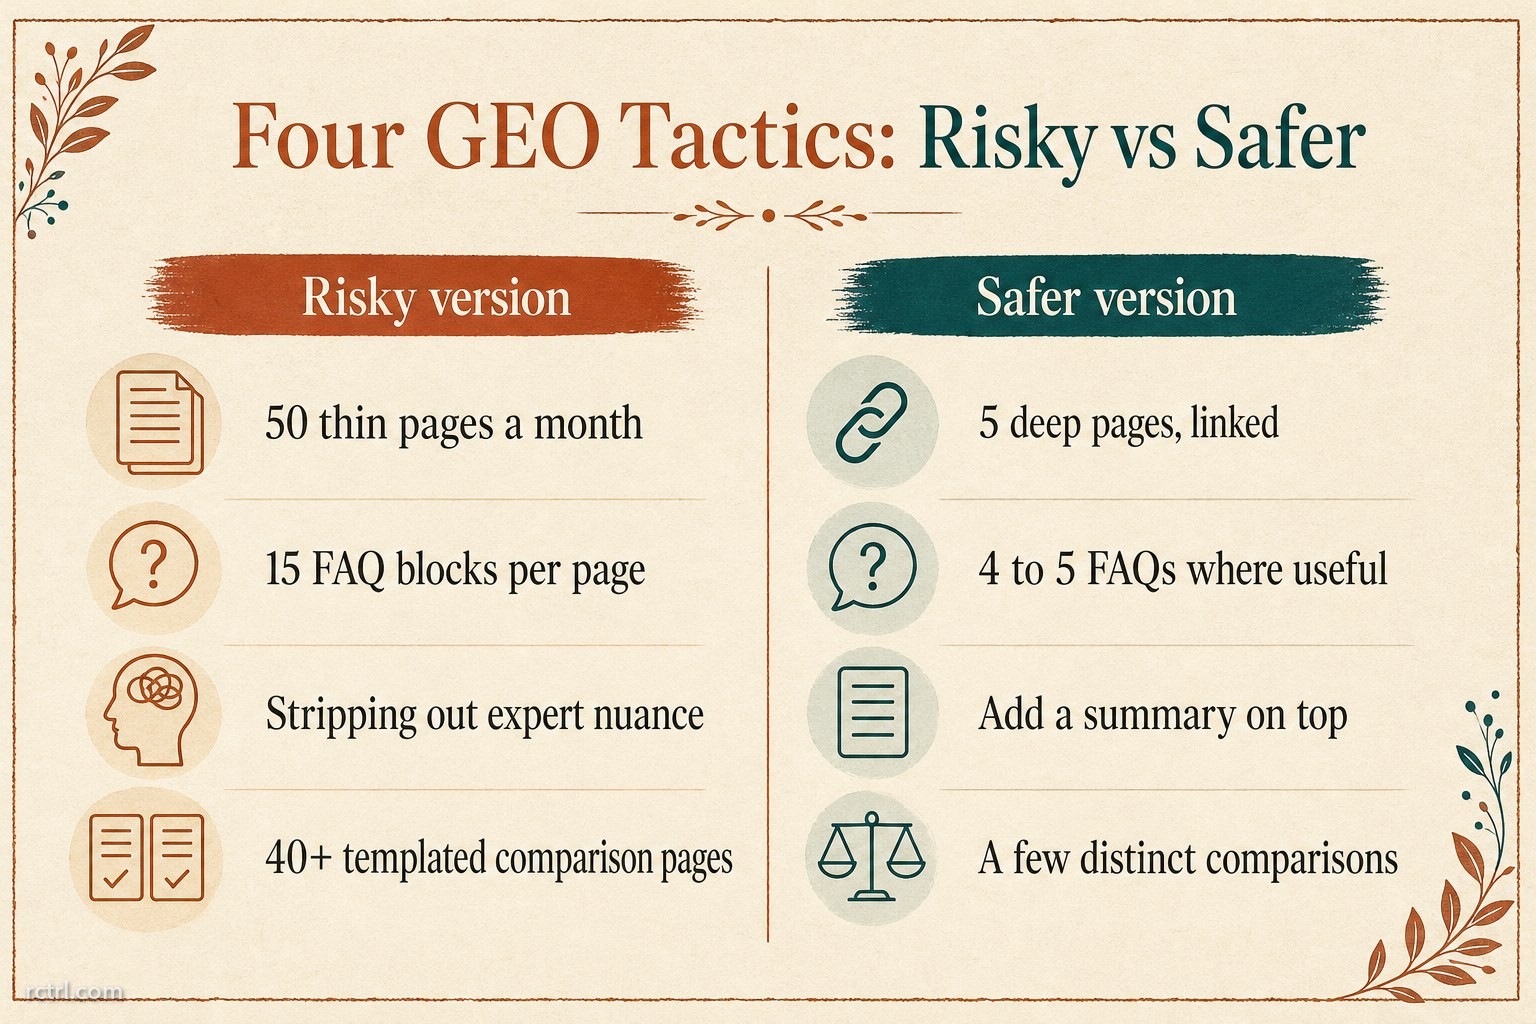 Four GEO Tactics: Risky vs Safer
Risky version
Safer version
50 thin pages a month
5 deep pages, linked
15 FAQ blocks per page
4 to 5 FAQs where useful
Stripping out expert nuance
Add a summary on top
40+ templated comparison pages
A few distinct comparisons
rctrl.com